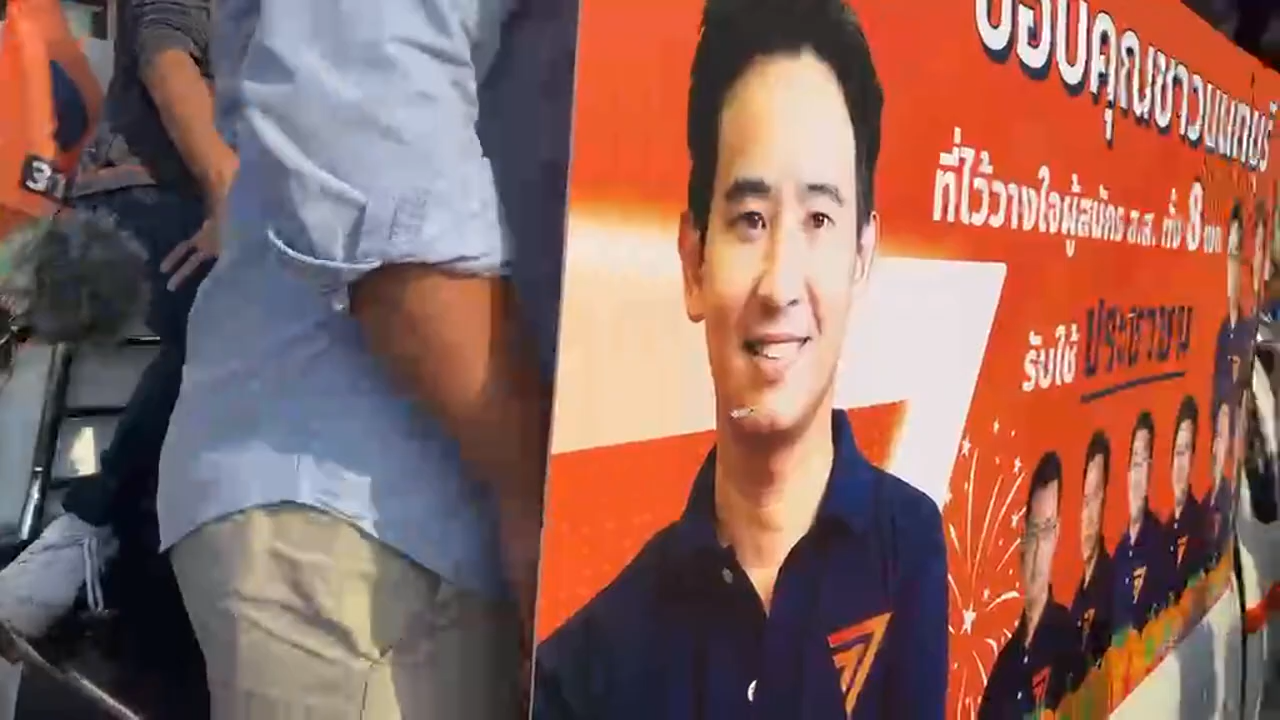 31
ขอบคุณชาวนนทบุรี
ที่ไว้วางใจผู้สมัคร ส.ส. ทั้ง 8 เขต
รับใช้ ประชาชน